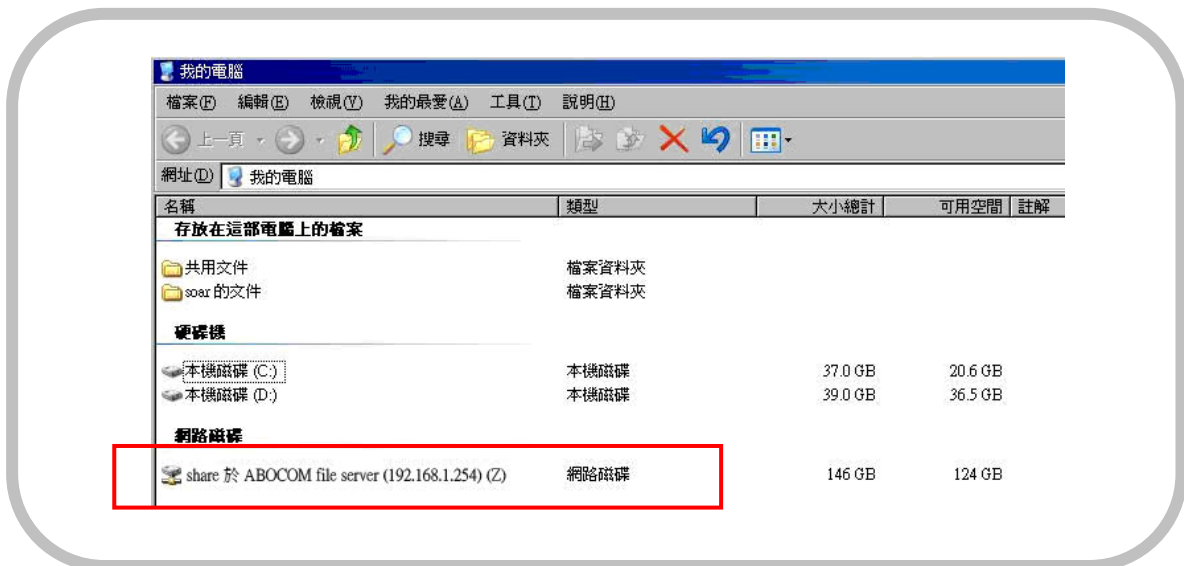 我的電腦
檔案(F) 編輯(E) 檢視(V) 我的最愛(A) 工具(T) 說明(H)
上一頁 搜尋 資料夾
網址(D) 我的電腦
名稱 類型 大小總計 可用空間 註解
存放在這部電腦上的檔案
共用文件 檔案資料夾
soar 的文件 檔案資料夾
硬碟機
本機磁碟 (C:) 本機磁碟 37.0 GB 20.6 GB
本機磁碟 (D:) 本機磁碟 39.0 GB 36.5 GB
網路磁碟
share 於 ABOCOM file server (192.168.1.254) (Z) 網路磁碟 146 GB 124 GB